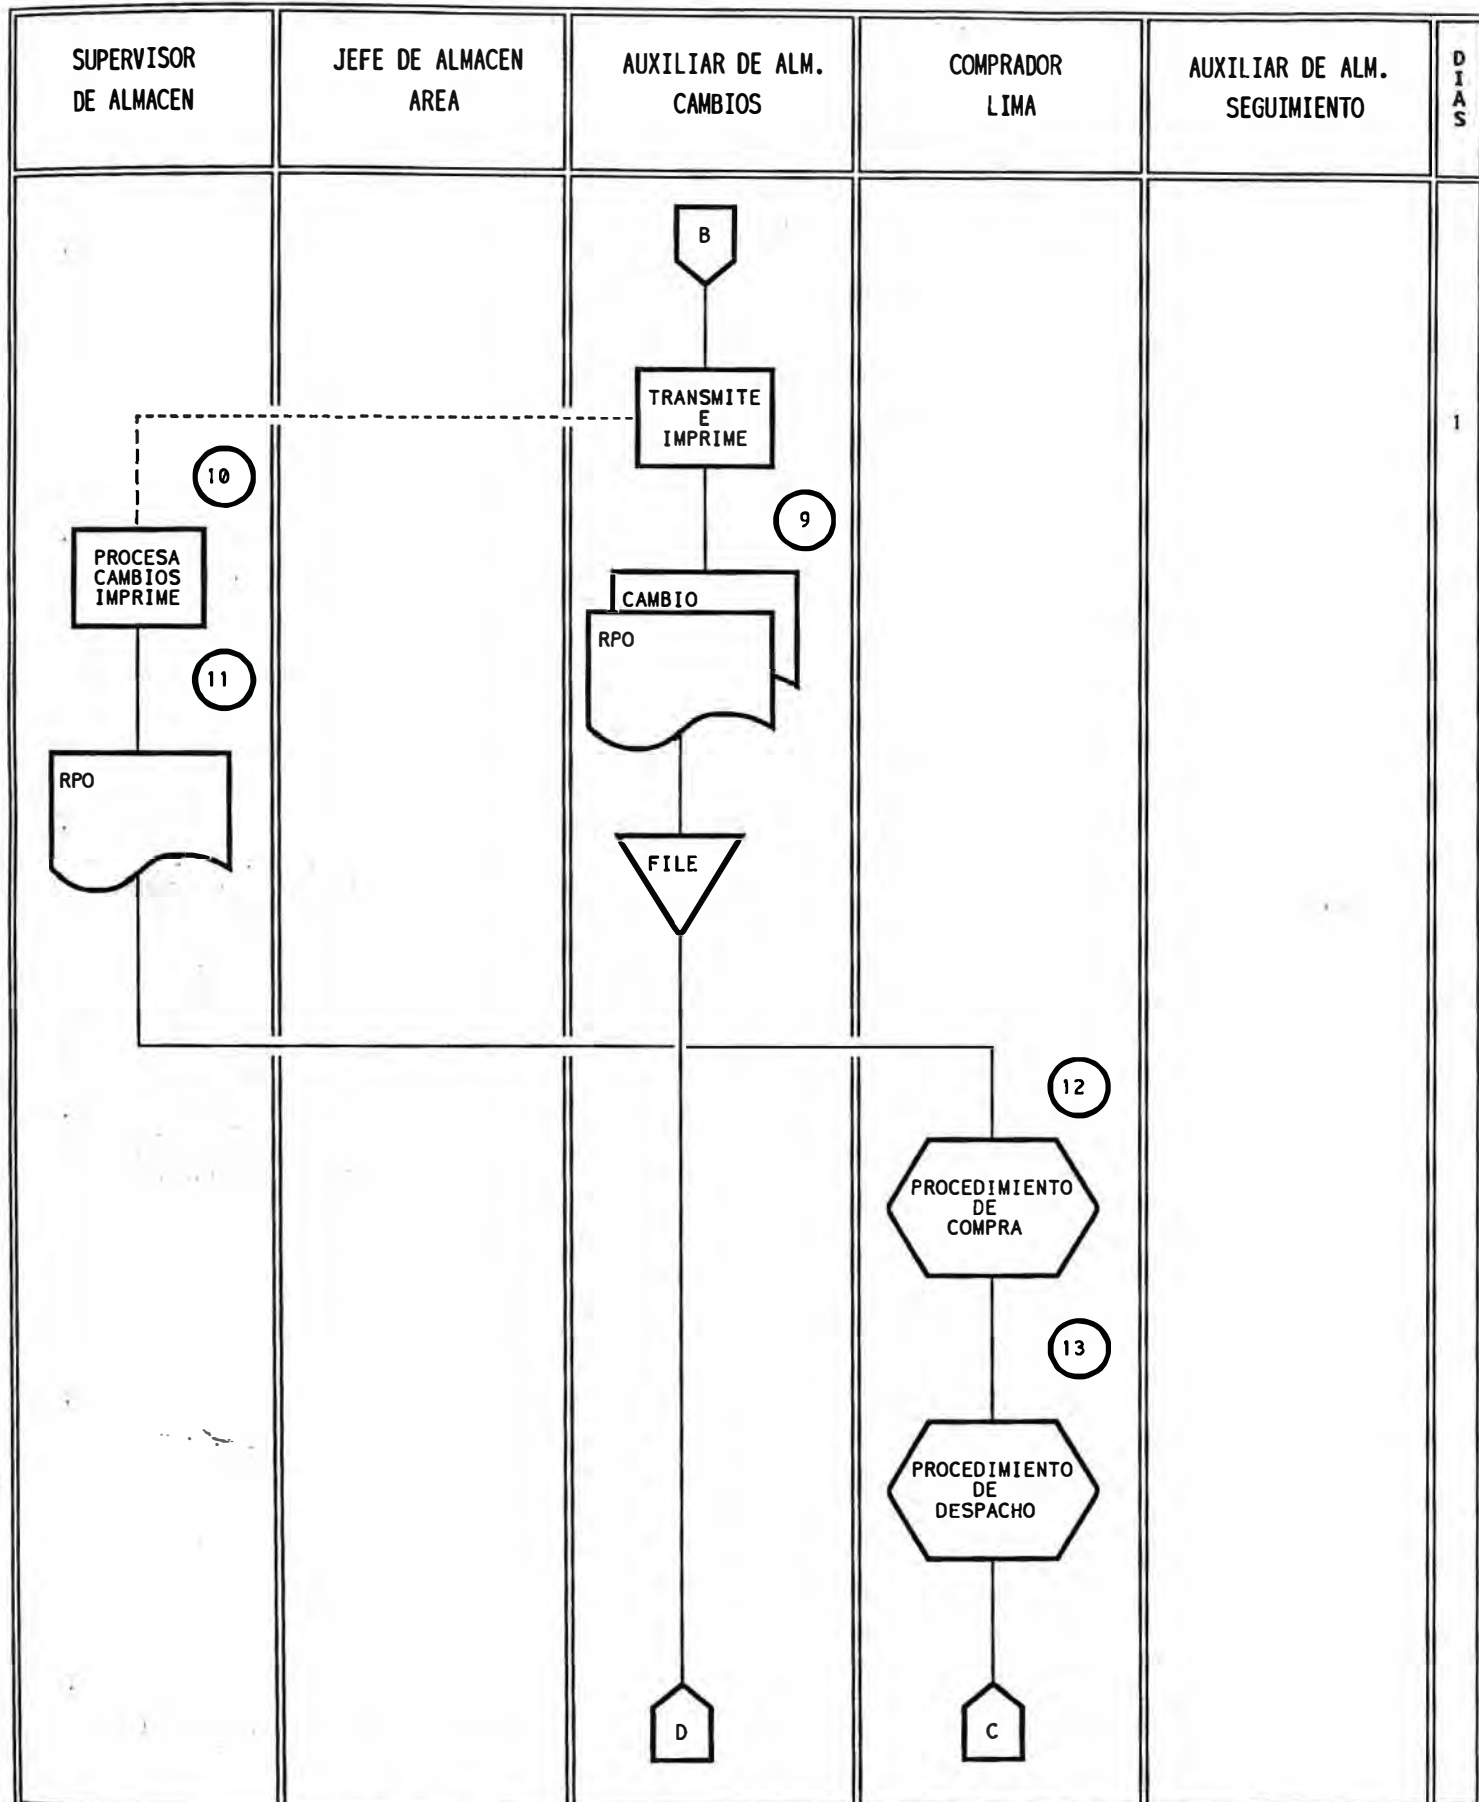 SUPERVISOR
DE ALMACEN
JEFE DE ALMACEN
AREA
AUXILIAR DE ALM.
CAMBIOS
COMPRADOR
LIMA
AUXILIAR DE ALM.
SEGUIMIENTO
DIAS
B
TRANSMITE
E
IMPRIME
1
10
9
PROCESA
CAMBIOS
IMPRIME
CAMBIO
RPO
11
RPO
FILE
12
PROCEDIMIENTO
DE
COMPRA
13
PROCEDIMIENTO
DE
DESPACHO
D
C